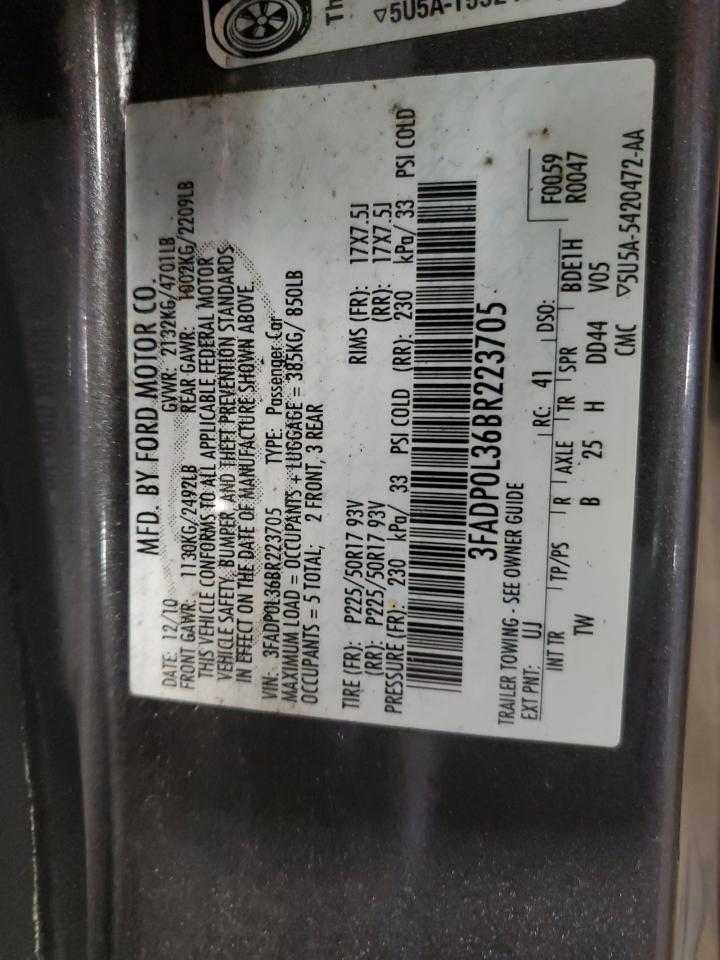 Th
▽5U5A-1532
MFD. BY FORD MOTOR CO.
DATE: 12/10 GVWR: 2132KG/4701LB
FRONT GAWR: 1130KG/2492LB REAR GAWR: 1002KG/2209LB
THIS VEHICLE CONFORMS TO ALL APPLICABLE FEDERAL MOTOR
VEHICLE SAFETY, BUMPER, AND THEFT PREVENTION STANDARDS
IN EFFECT ON THE DATE OF MANUFACTURE SHOWN ABOVE.
VIN: 3FADP0L36BR223705 TYPE: Passenger Car
MAXIMUM LOAD = OCCUPANTS + LUGGAGE = 385KG/ 850LB
OCCUPANTS = 5 TOTAL; 2 FRONT, 3 REAR
TIRE (FR): P225/50R17 93V RIMS (FR): 17X7.5J
(RR): P225/50R17 93V (RR): 17X7.5J
PRESSURE (FR): 230 kPa/ 33 PSI COLD (RR): 230 kPa/ 33 PSI COLD
3FADP0L36BR223705
TRAILER TOWING - SEE OWNER GUIDE
EXT PNT: UJ RC: 41 DSO: F0059
R0047
INT TR TP/PS R AXLE TR SPR BDE1H
TW B 25 H DD44 V05
CMC ▽5U5A-5420472-AA